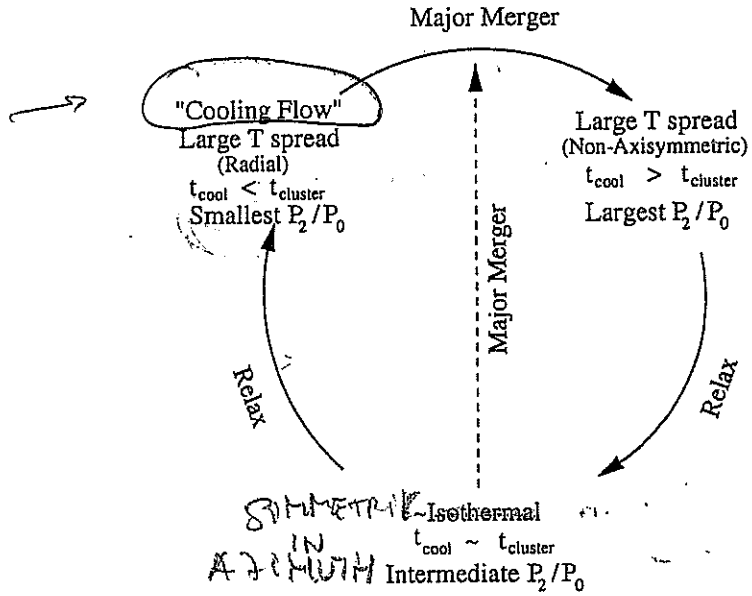 Major Merger
"Cooling Flow"
Large T spread
(Radial)
t_cool < t_cluster
Smallest P_2/P_0
Large T spread
(Non-Axisymmetric)
t_cool > t_cluster
Largest P_2/P_0
Major Merger
Relax
Relax
SYMMETRIC ~Isothermal
IN t_cool ~ t_cluster
AZIMUTH Intermediate P_2/P_0